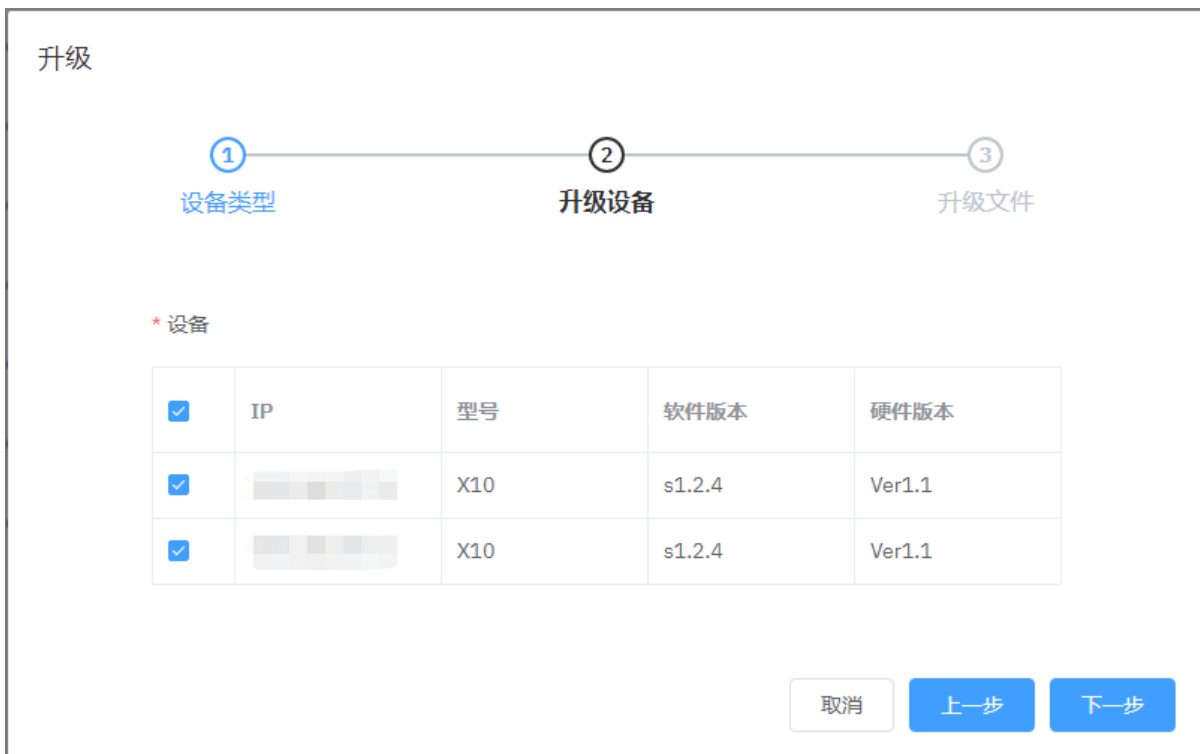 升级
1 2 3
设备类型 升级设备 升级文件
* 设备
IP 型号 软件版本 硬件版本
X10 s1.2.4 Ver1.1
X10 s1.2.4 Ver1.1
取消 上一步 下一步